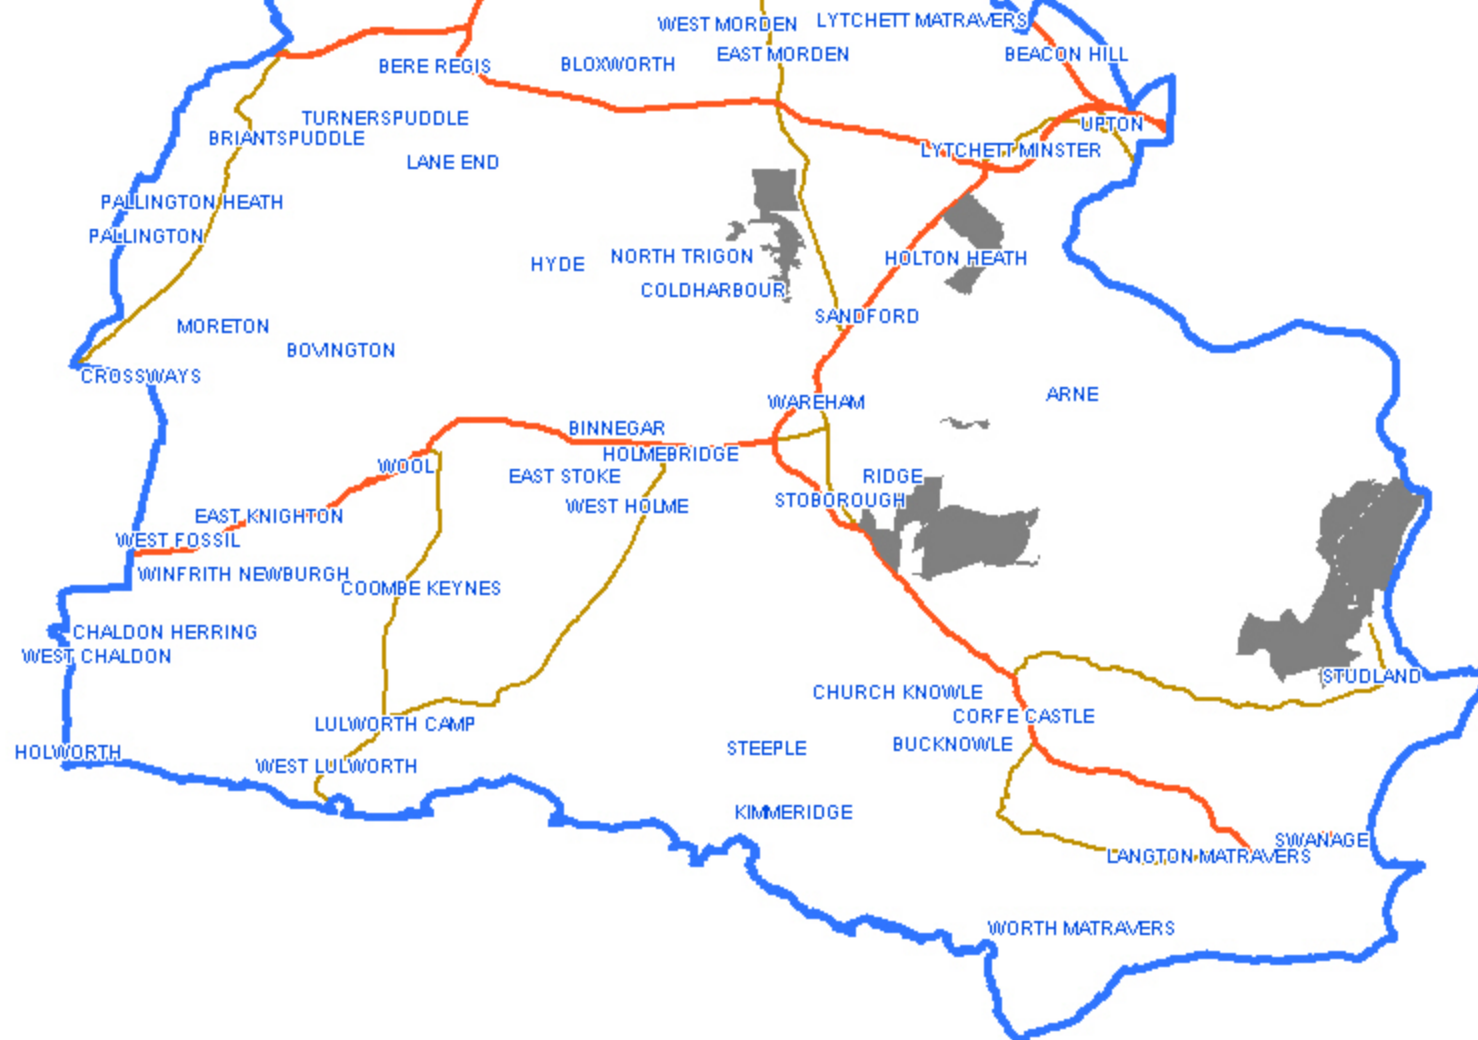 LYTCHETT MATRAVERS
WEST MORDEN
EAST MORDEN
BEACON HILL
BLOXWORTH
BERE REGIS
TURNERSPUDDLE
UPTON
BRIANTSPUDDLE
LYTCHETT MINSTER
LANE END
PALLINGTON HEATH
PALLINGTON
NORTH TRIGON
HOLTON HEATH
HYDE
COLDHARBOUR
SANDFORD
MORETON
BOVINGTON
CROSSWAYS
ARNE
WAREHAM
BINNEGAR
HOLMEBRIDGE
WOOL
EAST STOKE
RIDGE
STOBOROUGH
WEST HOLME
EAST KNIGHTON
WEST FOSSIL
WINFRITH NEWBURGH
COOMBE KEYNES
CHALDON HERRING
WEST CHALDON
STUDLAND
CHURCH KNOWLE
CORFE CASTLE
LULWORTH CAMP
BUCKNOWLE
STEEPLE
HOLWORTH
WEST LULWORTH
KIMMERIDGE
SWANAGE
LANGTON MATRAVERS
WORTH MATRAVERS